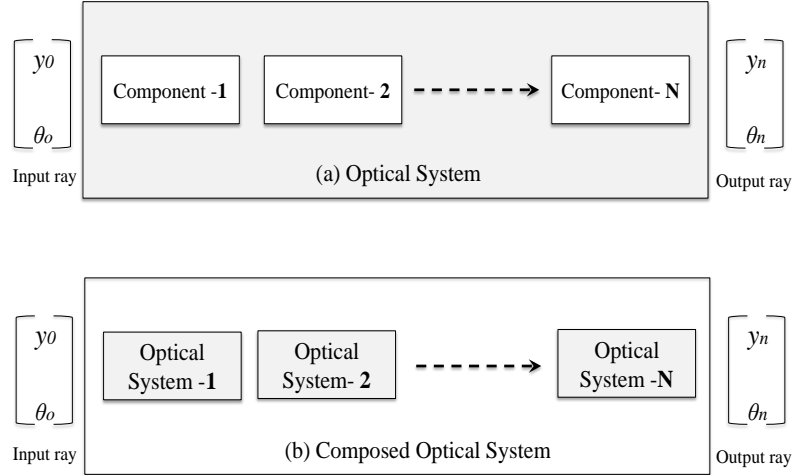 y0
θo
Input ray
Component -1
Component- 2
Component- N
(a) Optical System
yn
θn
Output ray
y0
θo
Input ray
Optical
System -1
Optical
System- 2
Optical
System -N
(b) Composed Optical System
yn
θn
Output ray